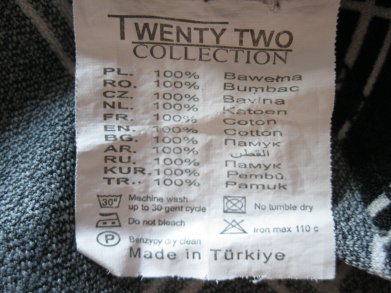 TWENTY TWO
COLLECTION
PL. 100% Bawełna
RO. 100% Bumbac
CZ. 100% Bavlna
NL. 100% Katoen
FR. 100% Coton
EN. 100% Cotton
BG. 100% Памук
AR. 100% القطن
RU. 100% Памук
KUR. 100% Pembû
TR.. 100% Pamuk
30° Machine wash
up to 30 gent cycle
No tumble dry
Do not bleach
Iron max 110 c
P Benzycy dry clean
Made in Türkiye